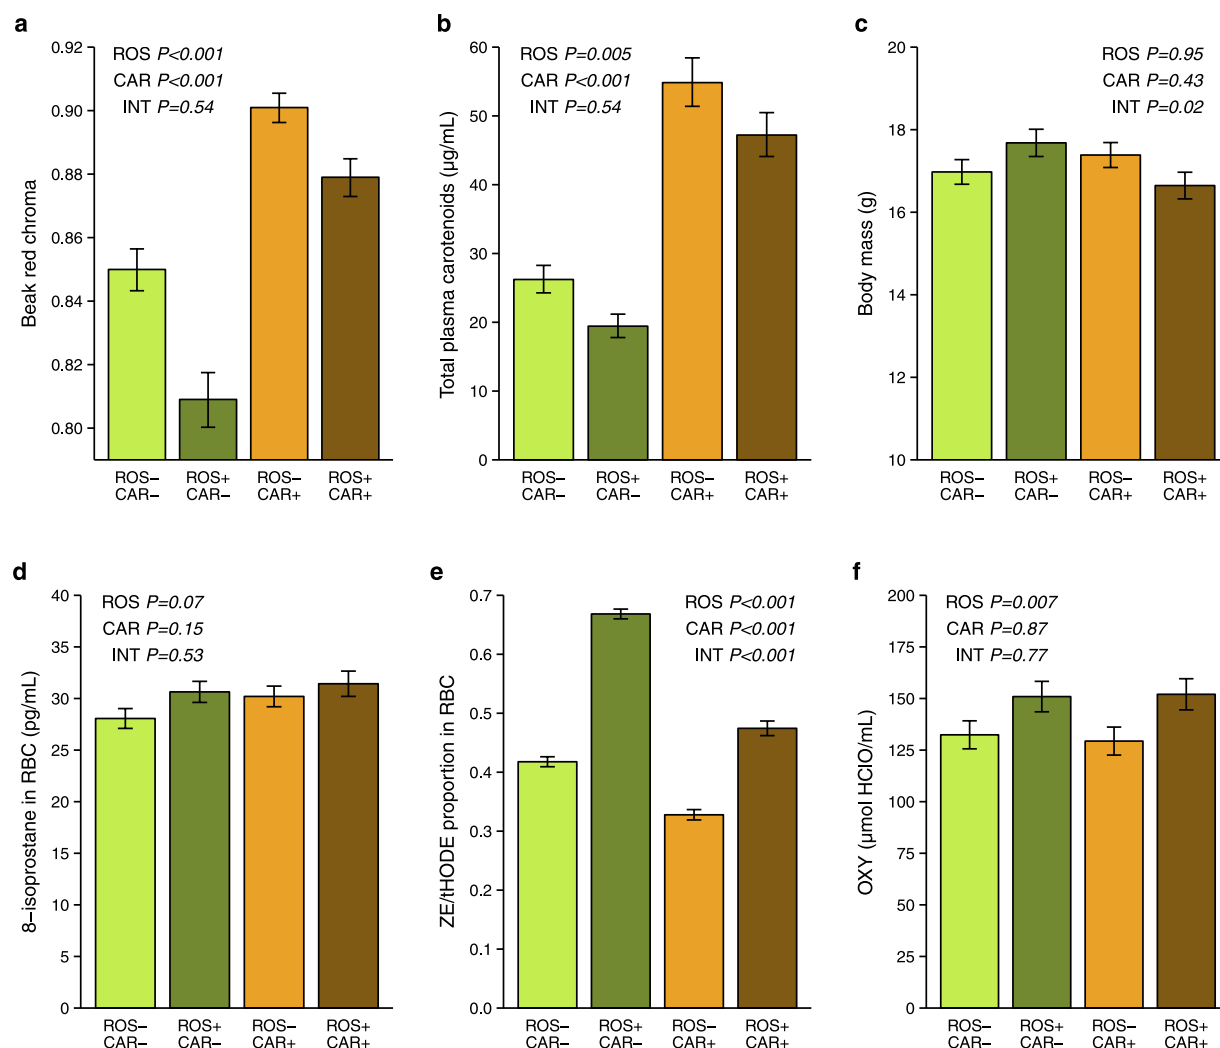 a
ROS P<0.001
CAR P<0.001
INT P=0.54
Beak red chroma
0.92
0.90
0.88
0.86
0.84
0.82
0.80
ROS−
CAR−
ROS+
CAR−
ROS−
CAR+
ROS+
CAR+
b
ROS P=0.005
CAR P<0.001
INT P=0.54
Total plasma carotenoids (µg/mL)
60
50
40
30
20
10
0
ROS−
CAR−
ROS+
CAR−
ROS−
CAR+
ROS+
CAR+
c
ROS P=0.95
CAR P=0.43
INT P=0.02
Body mass (g)
20
18
16
14
12
10
ROS−
CAR−
ROS+
CAR−
ROS−
CAR+
ROS+
CAR+
d
ROS P=0.07
CAR P=0.15
INT P=0.53
8−isoprostane in RBC (pg/mL)
40
35
30
25
20
15
10
5
0
ROS−
CAR−
ROS+
CAR−
ROS−
CAR+
ROS+
CAR+
e
ROS P<0.001
CAR P<0.001
INT P<0.001
ZE/tHODE proportion in RBC
0.7
0.6
0.5
0.4
0.3
0.2
0.1
0.0
ROS−
CAR−
ROS+
CAR−
ROS−
CAR+
ROS+
CAR+
f
ROS P=0.007
CAR P=0.87
INT P=0.77
OXY (µmol HClO/mL)
200
175
150
125
100
75
50
25
0
ROS−
CAR−
ROS+
CAR−
ROS−
CAR+
ROS+
CAR+